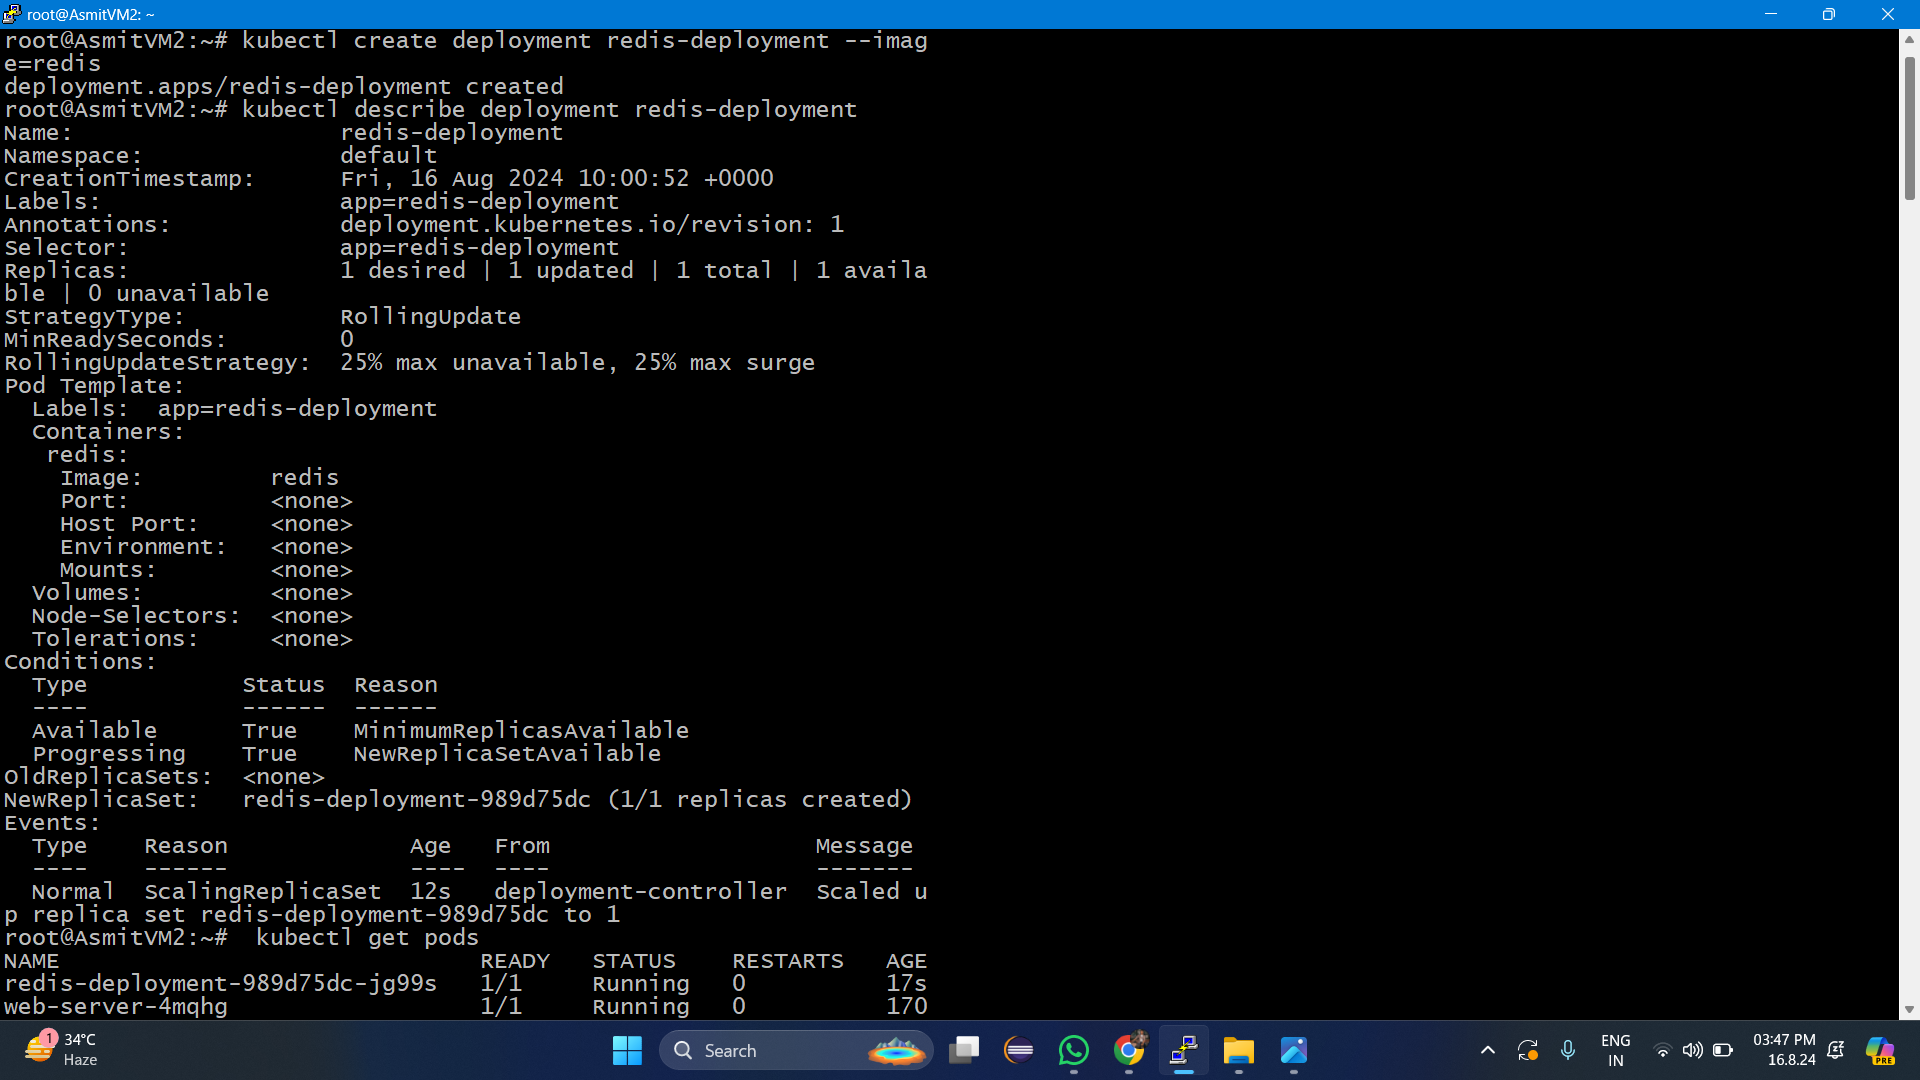 root@AsmitVM2: ~
root@AsmitVM2:~# kubectl create deployment redis-deployment --imag
e=redis
deployment.apps/redis-deployment created
root@AsmitVM2:~# kubectl describe deployment redis-deployment
Name:                   redis-deployment
Namespace:              default
CreationTimestamp:      Fri, 16 Aug 2024 10:00:52 +0000
Labels:                 app=redis-deployment
Annotations:            deployment.kubernetes.io/revision: 1
Selector:               app=redis-deployment
Replicas:               1 desired | 1 updated | 1 total | 1 availa
ble | 0 unavailable
StrategyType:           RollingUpdate
MinReadySeconds:        0
RollingUpdateStrategy:  25% max unavailable, 25% max surge
Pod Template:
  Labels:  app=redis-deployment
  Containers:
   redis:
    Image:         redis
    Port:          <none>
    Host Port:     <none>
    Environment:   <none>
    Mounts:        <none>
  Volumes:         <none>
  Node-Selectors:  <none>
  Tolerations:     <none>
Conditions:
  Type           Status  Reason
  ----           ------  ------
  Available      True    MinimumReplicasAvailable
  Progressing    True    NewReplicaSetAvailable
OldReplicaSets:  <none>
NewReplicaSet:   redis-deployment-989d75dc (1/1 replicas created)
Events:
  Type    Reason             Age   From                   Message
  ----    ------             ----  ----                   -------
  Normal  ScalingReplicaSet  12s   deployment-controller  Scaled u
p replica set redis-deployment-989d75dc to 1
root@AsmitVM2:~#  kubectl get pods
NAME                              READY   STATUS    RESTARTS   AGE
redis-deployment-989d75dc-jg99s   1/1     Running   0          17s
web-server-4mqhg                  1/1     Running   0          170
1
34°C
Haze
Search
ENG
IN
03:47 PM
16.8.24
PRE